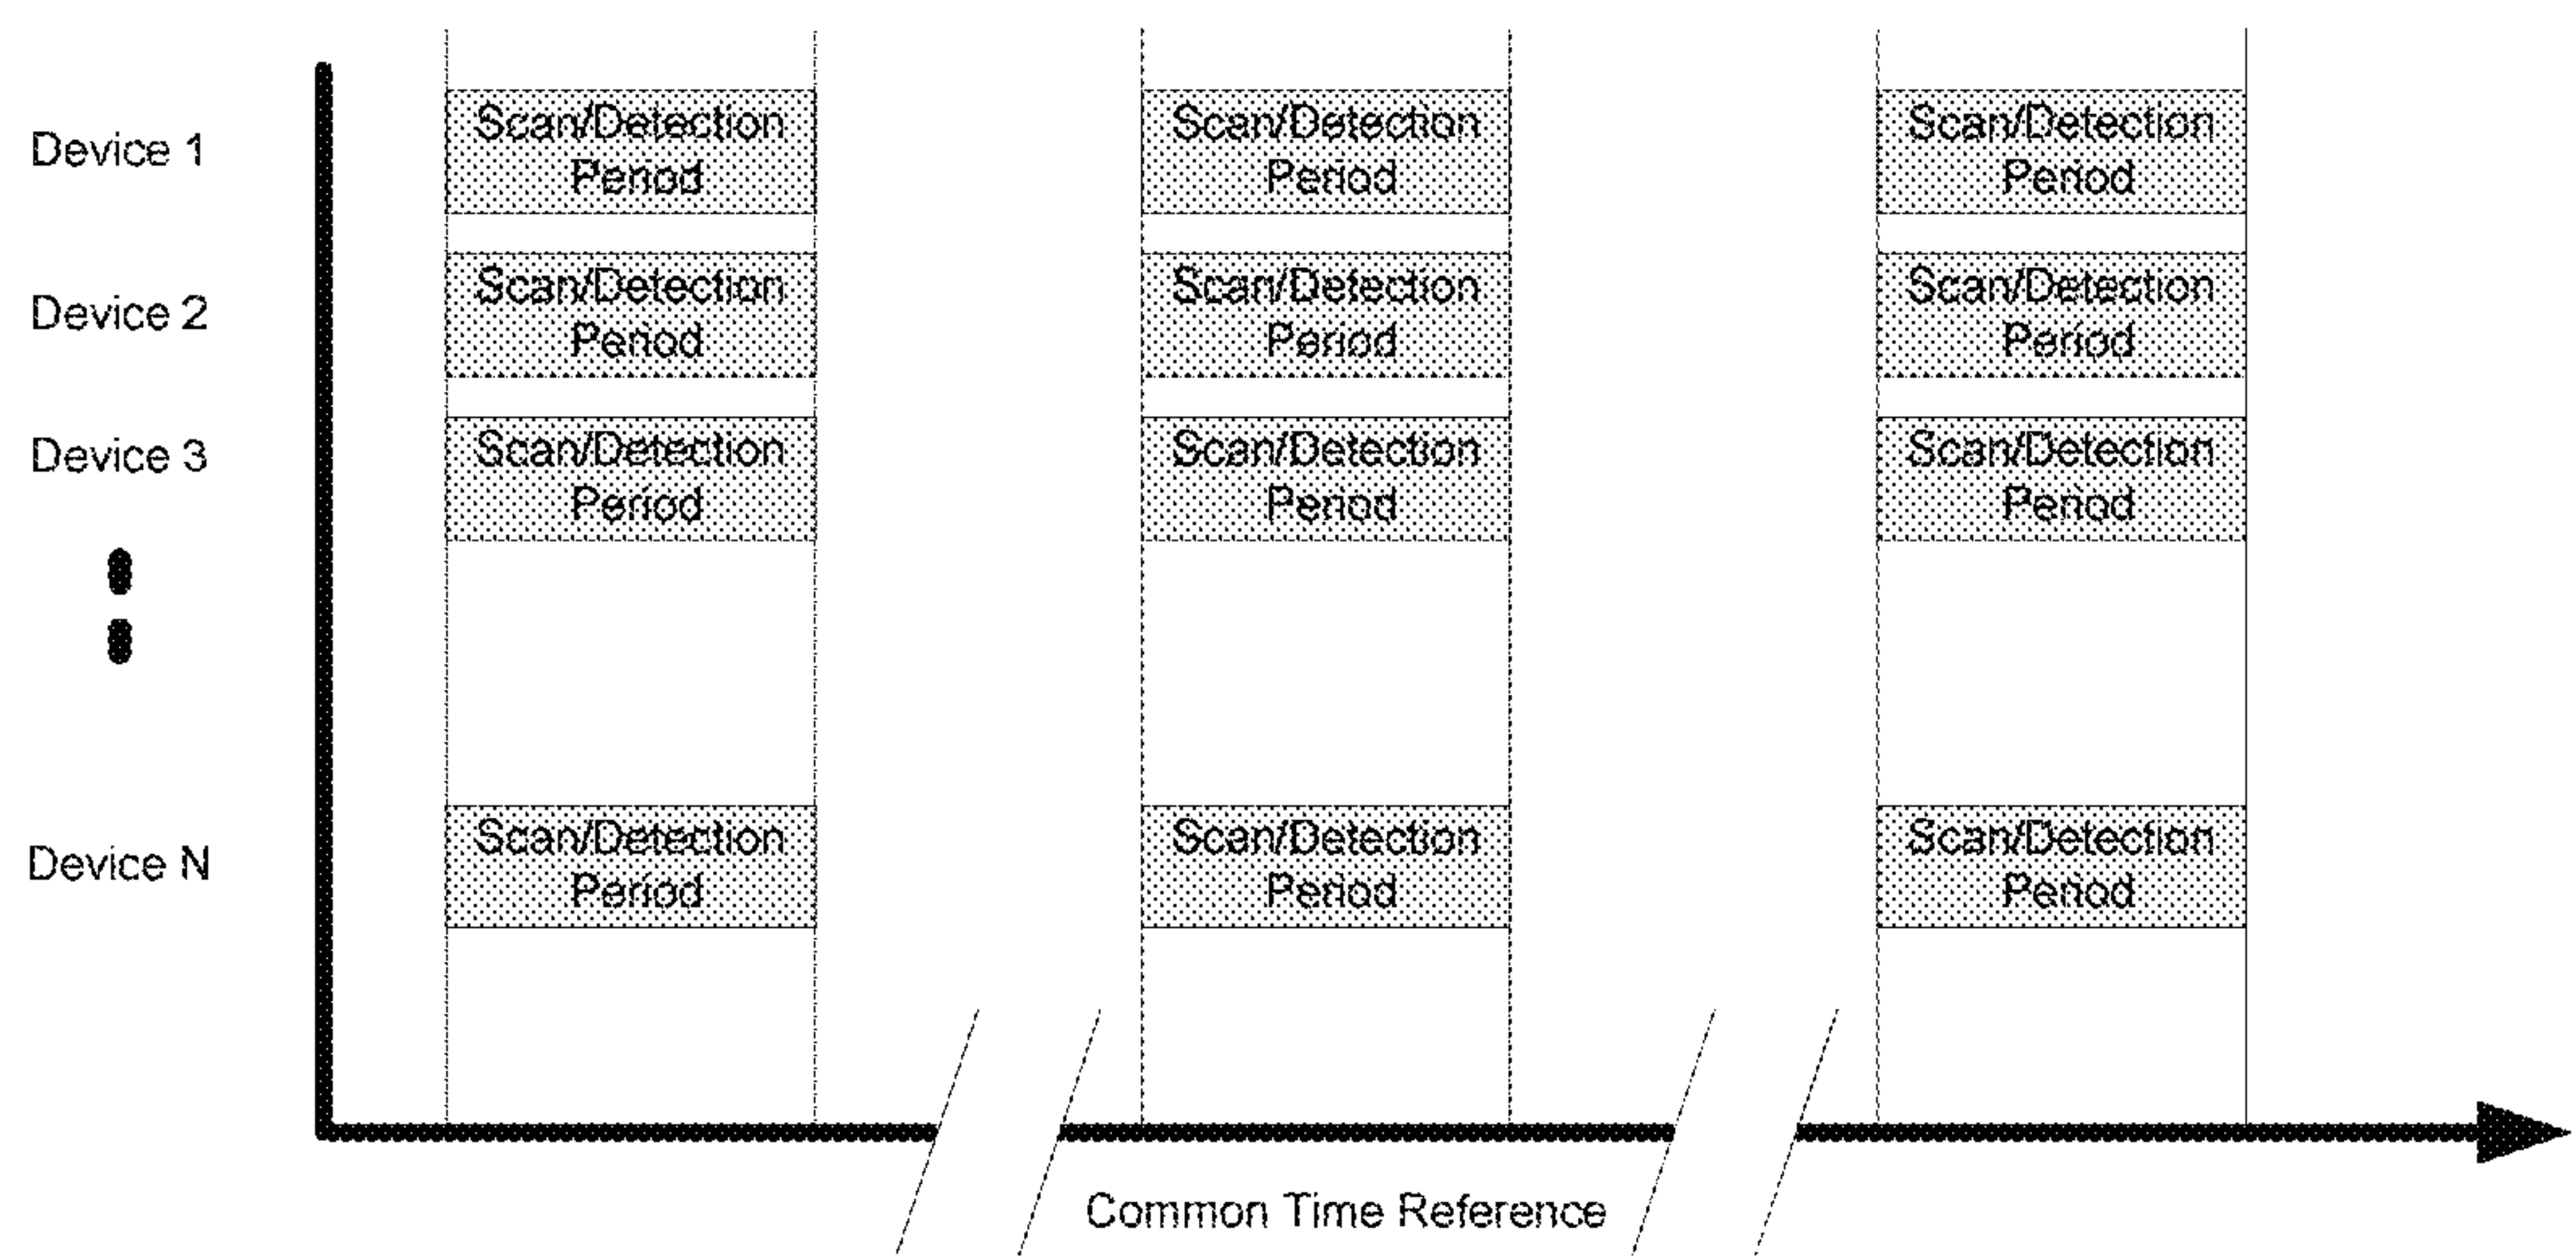 Device 1
Scan/Detection
Period
Scan/Detection
Period
Scan/Detection
Period
Device 2
Scan/Detection
Period
Scan/Detection
Period
Scan/Detection
Period
Device 3
Scan/Detection
Period
Scan/Detection
Period
Scan/Detection
Period
Device N
Scan/Detection
Period
Scan/Detection
Period
Scan/Detection
Period
Common Time Reference